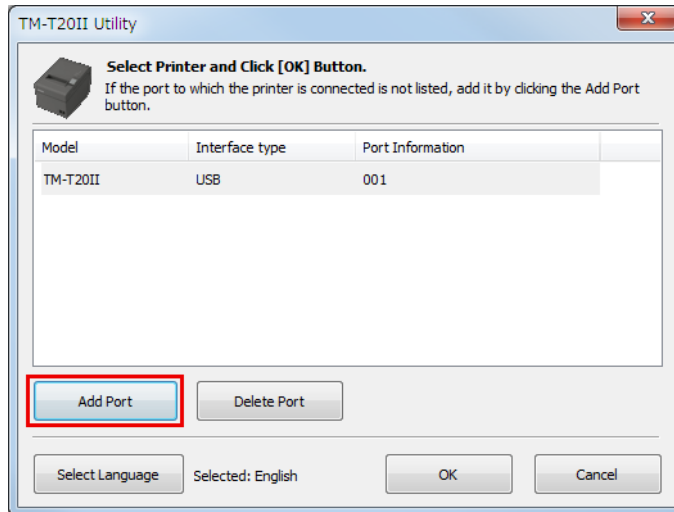 TM-T20II Utility
Select Printer and Click [OK] Button.
If the port to which the printer is connected is not listed, add it by clicking the Add Port
button.
Model Interface type Port Information
TM-T20II USB 001
Add Port Delete Port
Select Language Selected: English OK Cancel